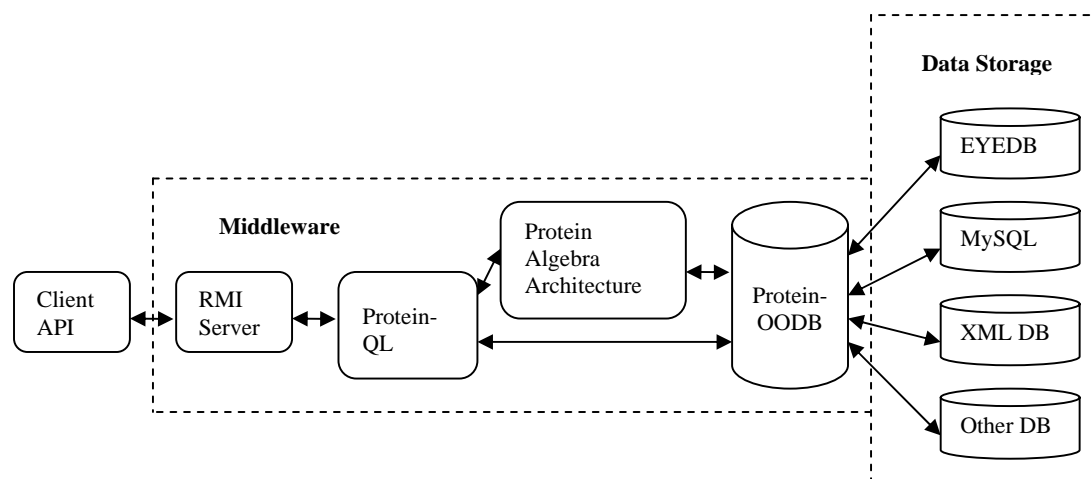 Data Storage
EYEDB
MySQL
XML DB
Other DB
Middleware
Client
API
RMI
Server
Protein-
QL
Protein
Algebra
Architecture
Protein-
OODB